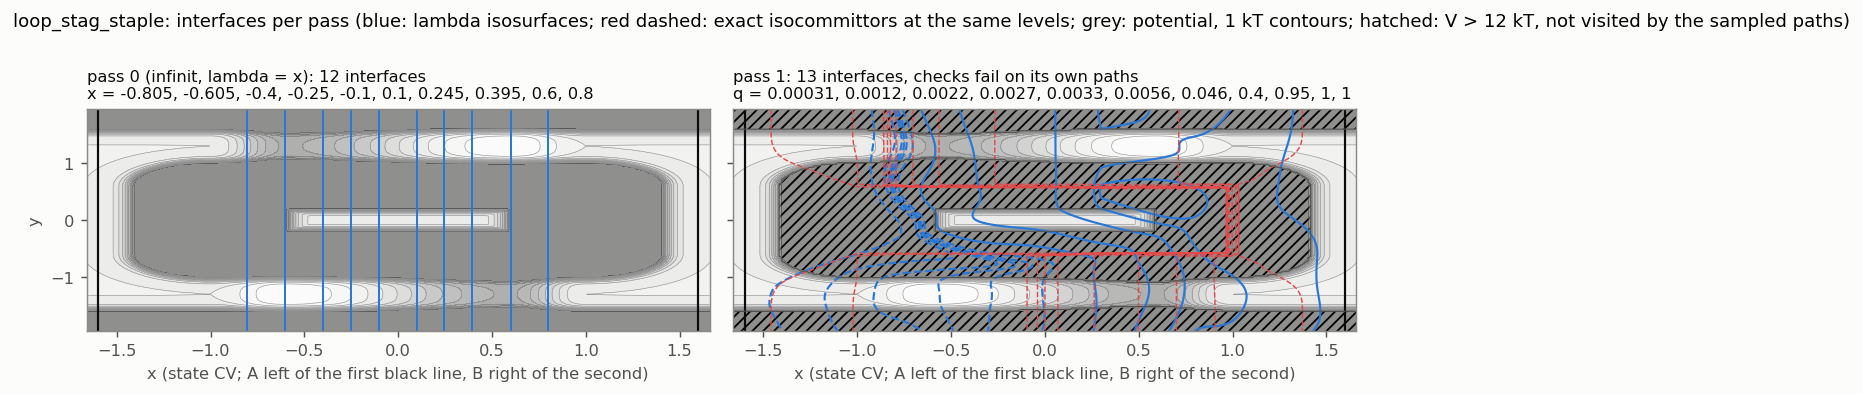 loop_stag_staple: interfaces per pass (blue: lambda isosurfaces; red dashed: exact isocommittors at the same levels; grey: potential, 1 kT contours; hatched: V > 12 kT, not visited by the sampled paths)
pass 0 (infinit, lambda = x): 12 interfaces
x = -0.805, -0.605, -0.4, -0.25, -0.1, 0.1, 0.245, 0.395, 0.6, 0.8
y
1
0
−1
−1.5 −1.0 −0.5 0.0 0.5 1.0 1.5
x (state CV; A left of the first black line, B right of the second)
pass 1: 13 interfaces, checks fail on its own paths
q = 0.00031, 0.0012, 0.0022, 0.0027, 0.0033, 0.0056, 0.046, 0.4, 0.95, 1, 1
−1.5 −1.0 −0.5 0.0 0.5 1.0 1.5
x (state CV; A left of the first black line, B right of the second)